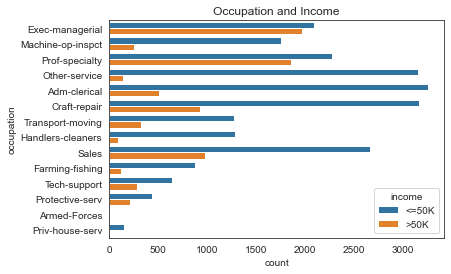 Occupation and Income
occupation
Exec-managerial
Machine-op-inspct
Prof-specialty
Other-service
Adm-clerical
Craft-repair
Transport-moving
Handlers-cleaners
Sales
Farming-fishing
Tech-support
Protective-serv
Armed-Forces
Priv-house-serv
income
<=50K
>50K
0 500 1000 1500 2000 2500 3000
count